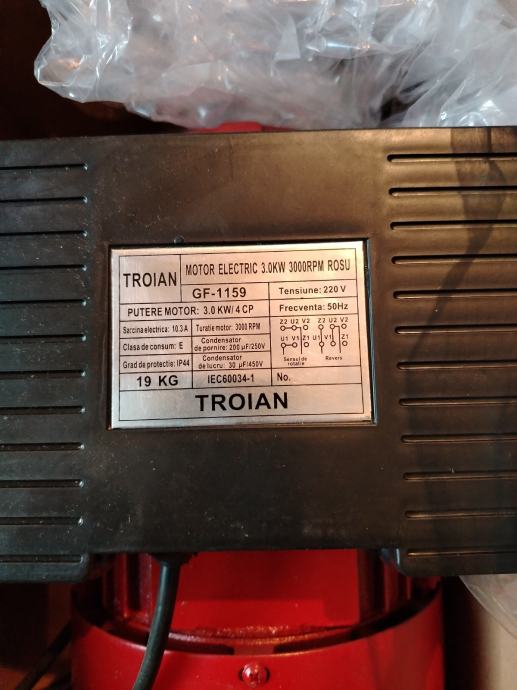 TROIAN
MOTOR ELECTRIC 3.0KW 3000RPM ROSU
GF-1159
Tensiune: 220 V
PUTERE MOTOR: 3.0 KW/ 4 CP
Frecventa: 50Hz
Sarcina electrica: 10.3 A
Turatie motor: 3000 RPM
Z2 U2 V2 Z2 U2 V2
Clasa de consum: E
Condensator
de pornire: 200 µF/250V
U1 V1 Z1 U1 V1 Z1
Grad de protectie: IP44
Condensator
de lucru: 30 µF/450V
Sensul de
rotatie
Revers
19 KG
IEC60034-1
No.
TROIAN